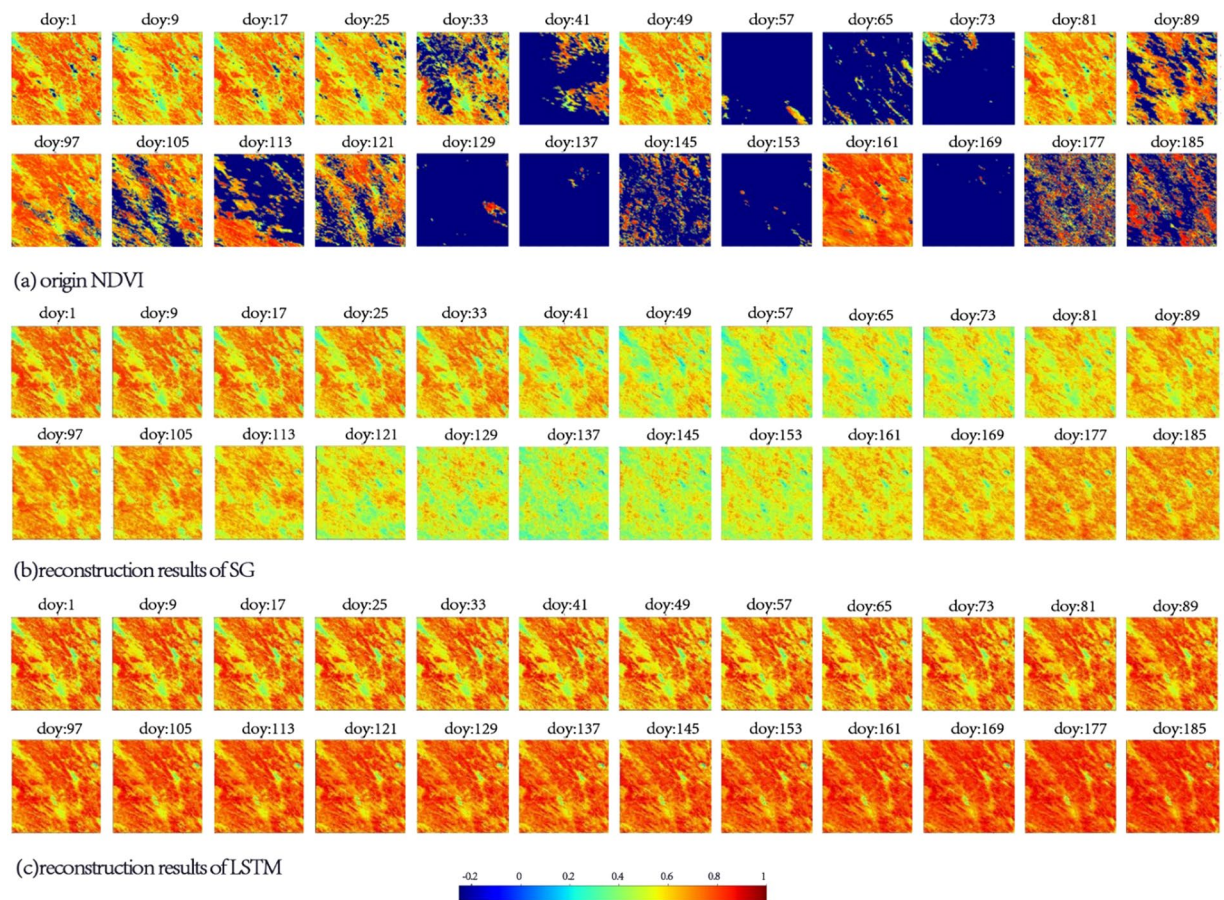 doy:1 doy:9 doy:17 doy:25 doy:33 doy:41 doy:49 doy:57 doy:65 doy:73 doy:81 doy:89
doy:97 doy:105 doy:113 doy:121 doy:129 doy:137 doy:145 doy:153 doy:161 doy:169 doy:177 doy:185
(a) origin NDVI
doy:1 doy:9 doy:17 doy:25 doy:33 doy:41 doy:49 doy:57 doy:65 doy:73 doy:81 doy:89
doy:97 doy:105 doy:113 doy:121 doy:129 doy:137 doy:145 doy:153 doy:161 doy:169 doy:177 doy:185
(b)reconstruction results of SG
doy:1 doy:9 doy:17 doy:25 doy:33 doy:41 doy:49 doy:57 doy:65 doy:73 doy:81 doy:89
doy:97 doy:105 doy:113 doy:121 doy:129 doy:137 doy:145 doy:153 doy:161 doy:169 doy:177 doy:185
(c)reconstruction results of LSTM
-0.2 0 0.2 0.4 0.6 0.8 1